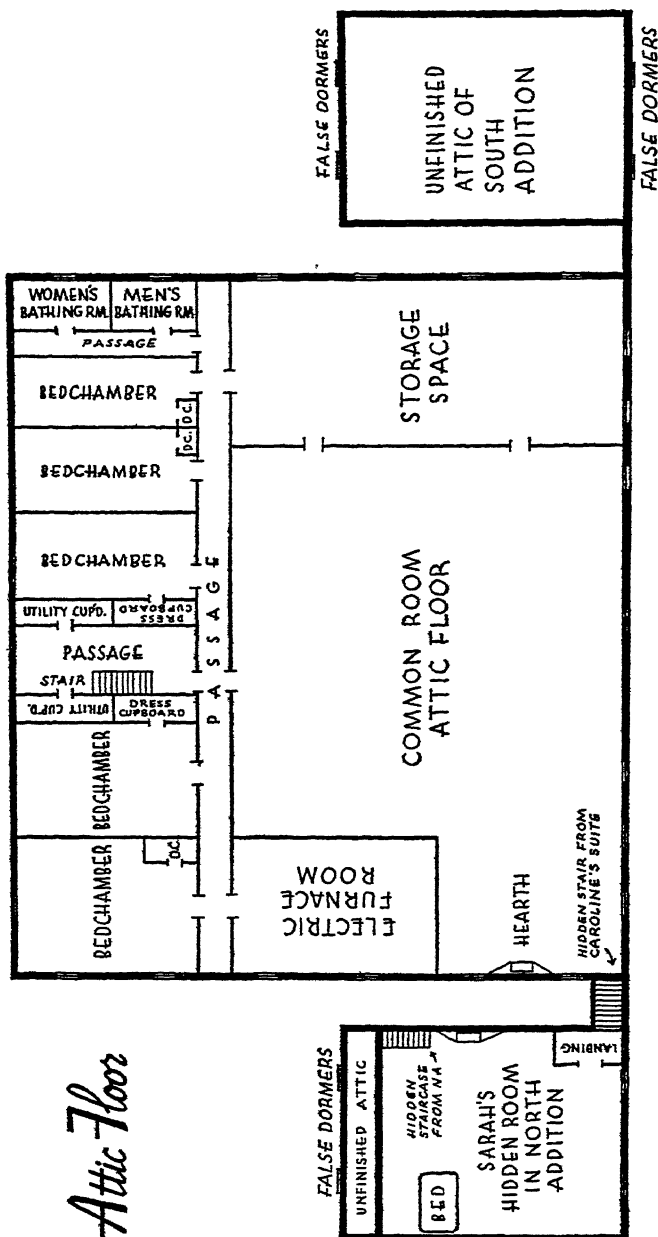 Attic Floor
FALSE DORMERS
UNFINISHED
ATTIC OF
SOUTH
ADDITION
FALSE DORMERS
WOMEN'S
BATHING RM.
MEN'S
BATHING RM.
PASSAGE
BEDCHAMBER
D.C.
D.C.
BEDCHAMBER
BEDCHAMBER
UTILITY CUP'D.
DRESS
CUPBOARD
PASSAGE
STAIR
UTILITY CUP'D.
DRESS
CUPBOARD
BEDCHAMBER
BEDCHAMBER
D.C.
PASSAGE
STORAGE
SPACE
COMMON ROOM
ATTIC FLOOR
ELECTRIC
FURNACE
ROOM
HEARTH
HIDDEN STAIR FROM
CAROLINE'S SUITE
FALSE DORMERS
UNFINISHED ATTIC
HIDDEN
STAIRCASE
FROM NA
LANDING
BED
SARAH'S
HIDDEN ROOM
IN NORTH
ADDITION